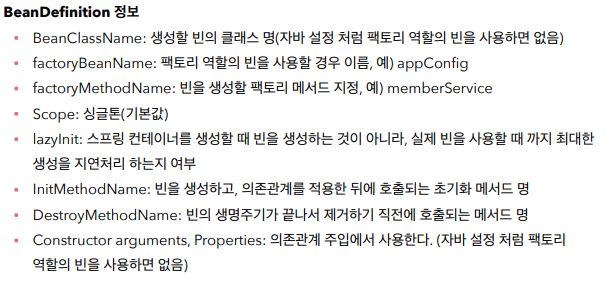 BeanDefinition 정보
• BeanClassName: 생성할 빈의 클래스 명(자바 설정 처럼 팩토리 역할의 빈을 사용하면 없음)
• factoryBeanName: 팩토리 역할의 빈을 사용할 경우 이름, 예) appConfig
• factoryMethodName: 빈을 생성할 팩토리 메서드 지정, 예) memberService
• Scope: 싱글톤(기본값)
• lazyInit: 스프링 컨테이너를 생성할 때 빈을 생성하는 것이 아니라, 실제 빈을 사용할 때 까지 최대한
생성을 지연처리 하는지 여부
• InitMethodName: 빈을 생성하고, 의존관계를 적용한 뒤에 호출되는 초기화 메서드 명
• DestroyMethodName: 빈의 생명주기가 끝나서 제거하기 직전에 호출되는 메서드 명
• Constructor arguments, Properties: 의존관계 주입에서 사용한다. (자바 설정 처럼 팩토리
역할의 빈을 사용하면 없음)